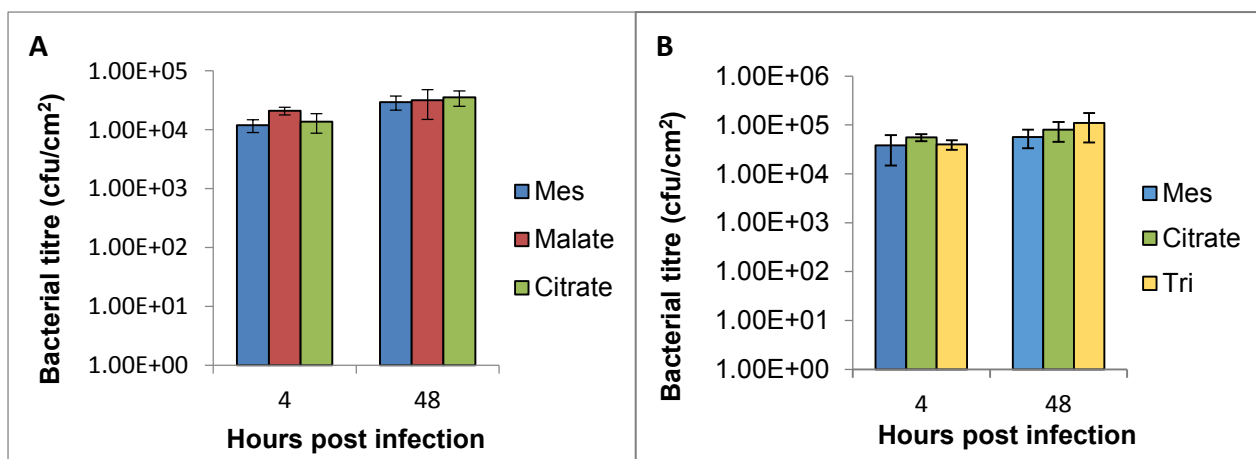 A
Bacterial titre (cfu/cm²)
1.00E+05
1.00E+04
1.00E+03
1.00E+02
1.00E+01
1.00E+00
4 48
Hours post infection
Mes
Malate
Citrate
B
Bacterial titre (cfu/cm²)
1.00E+06
1.00E+05
1.00E+04
1.00E+03
1.00E+02
1.00E+01
1.00E+00
4 48
Hours post infection
Mes
Citrate
Tri